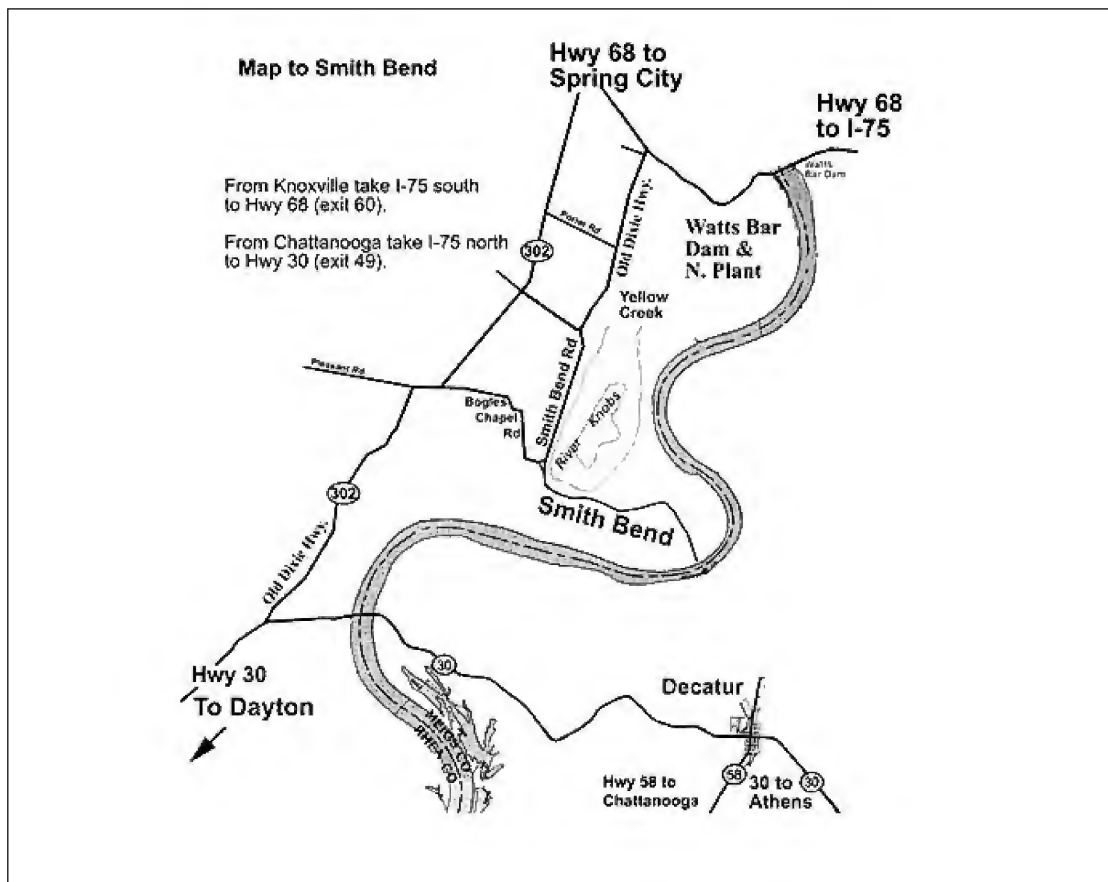 Map to Smith Bend
Hwy 68 to
Spring City
Hwy 68
to I-75
Watts
Bar Dam
From Knoxville take I-75 south
to Hwy 68 (exit 60).
From Chattanooga take I-75 north
to Hwy 30 (exit 49).
Old Dixie Hwy.
302
Watts Bar
Dam &
N. Plant
Yellow
Creek
Smith Bend Rd
Pleasant Rd
Bogles
Chapel
Rd
River Knobs
302
Smith Bend
Old Dixie Hwy.
Hwy 30
To Dayton
30
MEIGS CO.
RHEA CO
Decatur
58
Hwy 58 to
Chattanooga
30 to
Athens
30